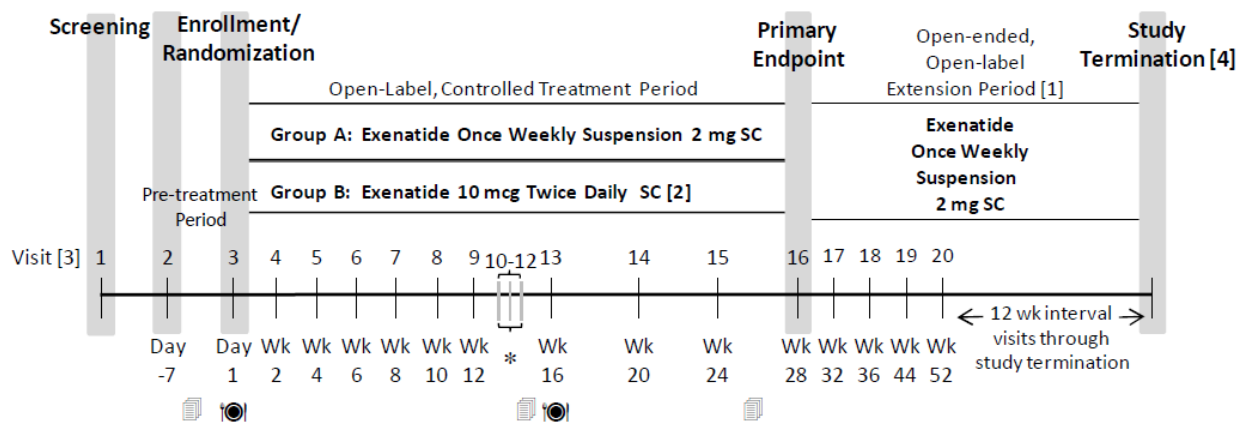 Screening
Enrollment/
Randomization
Primary
Endpoint
Open-ended,
Open-label
Extension Period [1]
Study
Termination [4]
Open-Label, Controlled Treatment Period
Group A: Exenatide Once Weekly Suspension 2 mg SC
Exenatide
Once Weekly
Suspension
2 mg SC
Pre-treatment
Period
Group B: Exenatide 10 mcg Twice Daily SC [2]
Visit [3] 1 2 3 4 5 6 7 8 9 10-12 13 14 15 16 17 18 19 20
12 wk interval
visits through
study termination
Day Day Wk Wk Wk Wk Wk Wk * Wk Wk Wk Wk Wk Wk Wk Wk
-7 1 2 4 6 8 10 12 16 20 24 28 32 36 44 52